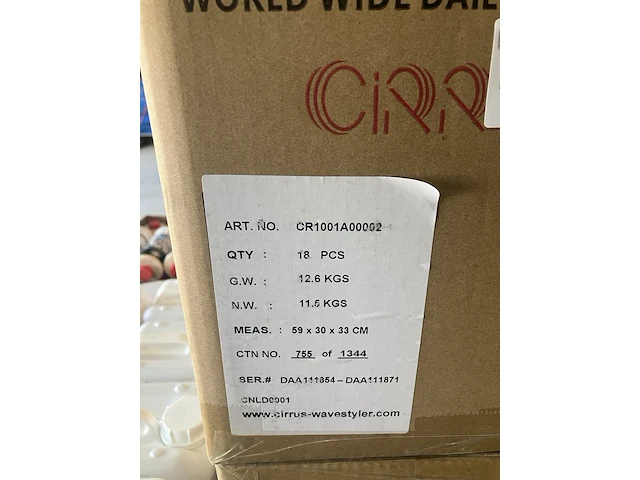 WORLD WIDE DAIL
CiRR
ART. NO. CR1001A00002
QTY : 18 PCS
G.W. : 12.6 KGS
N.W. : 11.5 KGS
MEAS. : 59 x 30 x 33 CM
CTN NO. 755 of 1344
SER.# DAA111854 – DAA111871
CNLD0001
www.cirrus-wavestyler.com